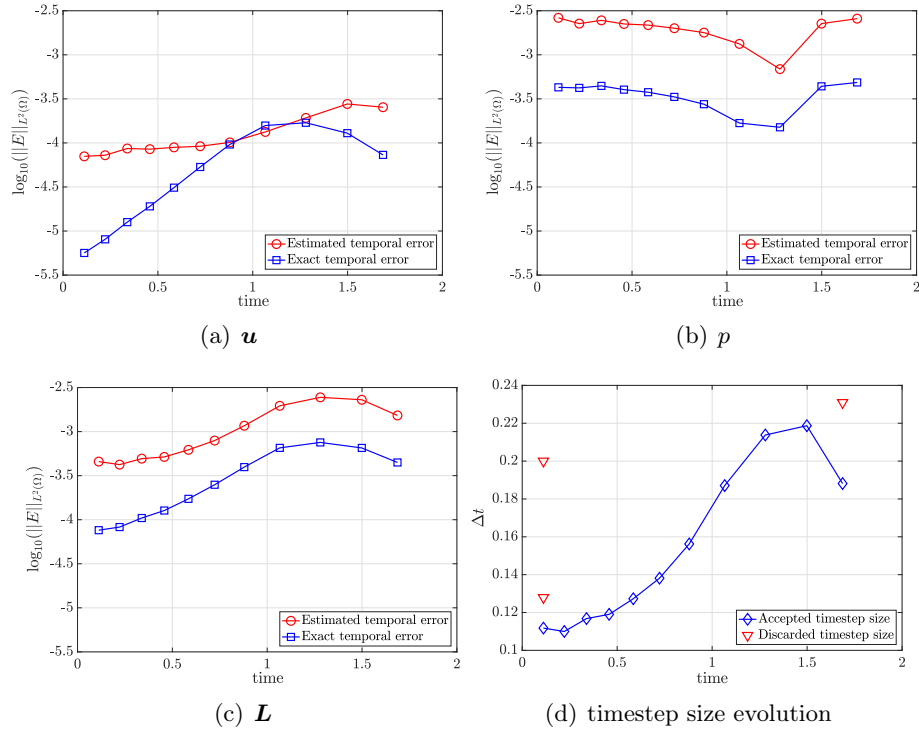 -2.5
-3
-3.5
-4
-4.5
-5
-5.5
0
0.5
1
1.5
2
log10(||E||L2(Ω))
time
Estimated temporal error
Exact temporal error
(a) u
-2.5
-3
-3.5
-4
-4.5
-5
-5.5
0
0.5
1
1.5
2
log10(||E||L2(Ω))
time
Estimated temporal error
Exact temporal error
(b) p
-2.5
-3
-3.5
-4
-4.5
-5
-5.5
0
0.5
1
1.5
2
log10(||E||L2(Ω))
time
Estimated temporal error
Exact temporal error
(c) L
0.24
0.22
0.2
0.18
0.16
0.14
0.12
0.1
0
0.5
1
1.5
2
Δt
time
Accepted timestep size
Discarded timestep size
(d) timestep size evolution